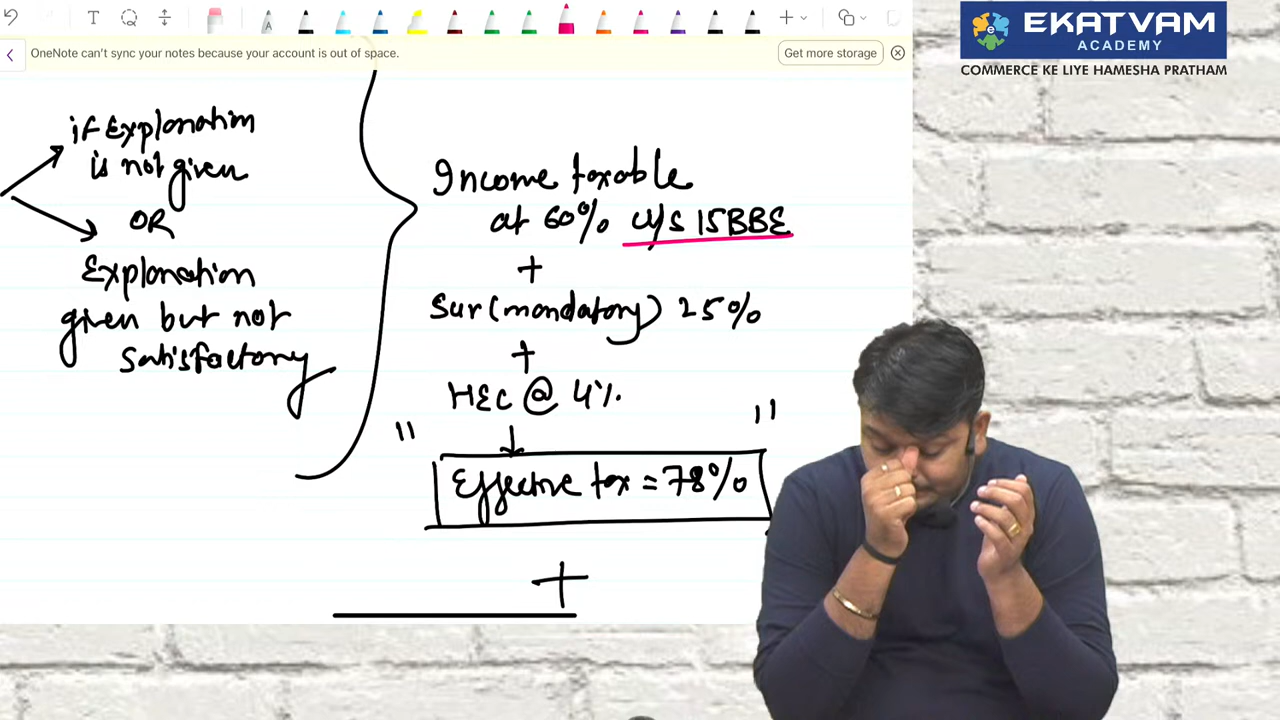 EKATVAM
ACADEMY
COMMERCE KE LIYE HAMESHA PRATHAM
OneNote can't sync your notes because your account is out of space.
Get more storage
if Explanation
is not given
OR
Explanation
given but not
satisfactory
Income taxable
at 60% u/s 15BBE
+
Sur(mandatory) 25%
+
HEC @ 4%.
" "
Effective tax = 78%
+